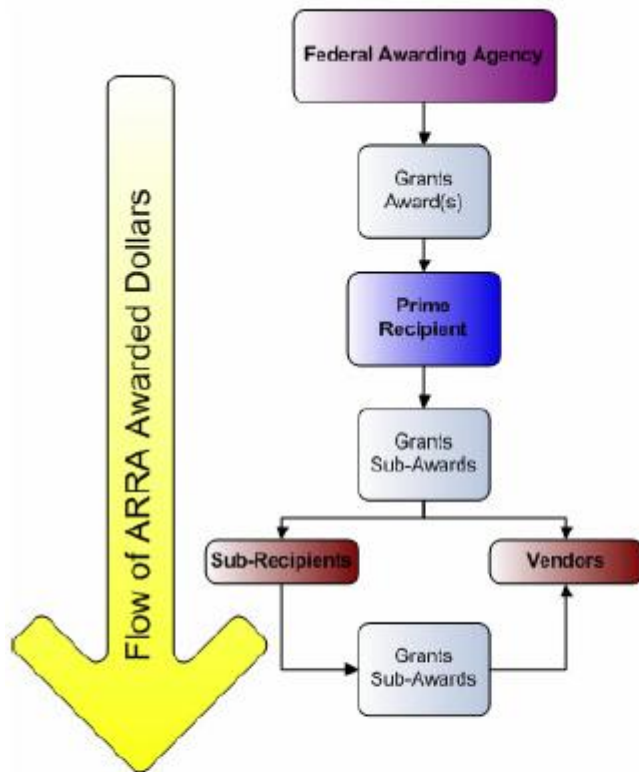 Federal Awarding Agency
Grants
Award(s)
Prime
Recipient
Grants
Sub-Awards
Sub-Recipients
Vendors
Grants
Sub-Awards
Flow of ARRA Awarded Dollars